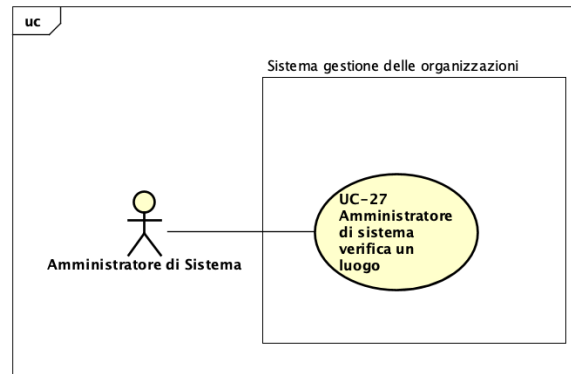 uc
Sistema gestione delle organizzazioni
UC-27
Amministratore
di sistema
verifica un
luogo
Amministratore di Sistema